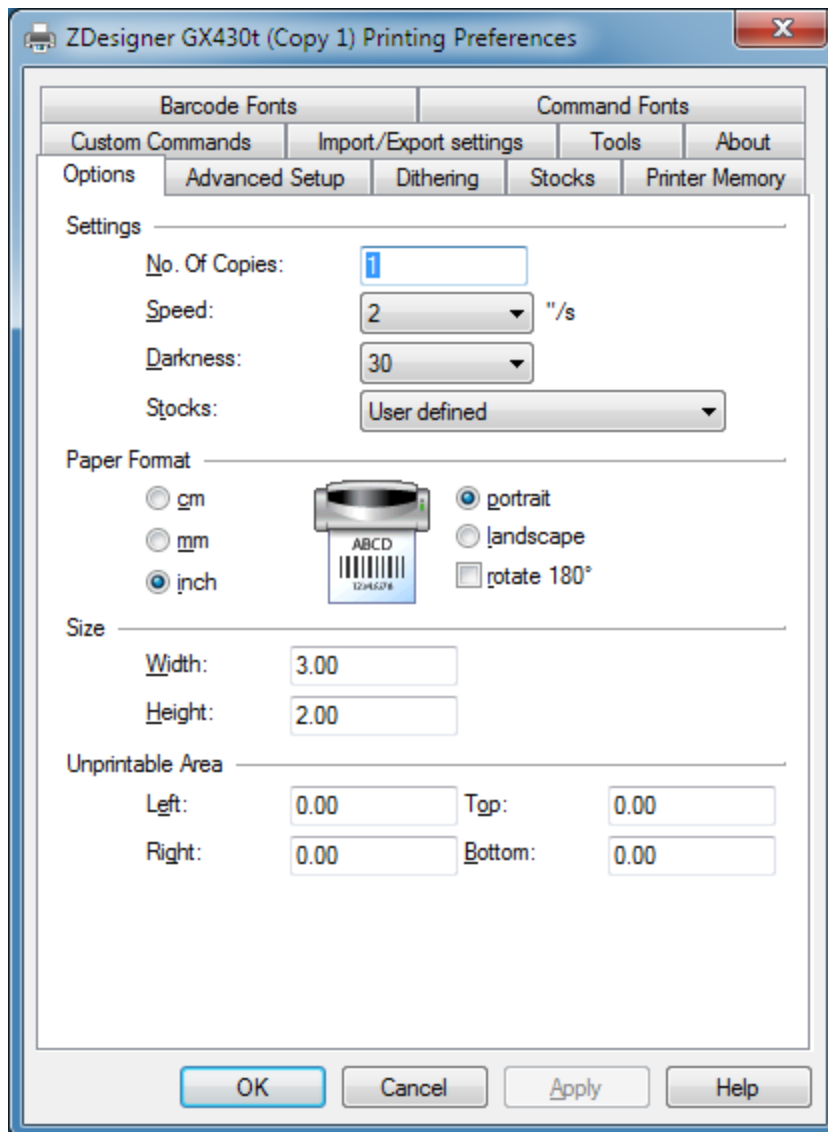 ZDesigner GX430t (Copy 1) Printing Preferences
Barcode Fonts Command Fonts
Custom Commands Import/Export settings Tools About
Options Advanced Setup Dithering Stocks Printer Memory
Settings
No. Of Copies: 1
Speed: 2 "/s
Darkness: 30
Stocks: User defined
Paper Format
cm portrait
mm landscape
inch rotate 180°
ABCD
12345678
Size
Width: 3.00
Height: 2.00
Unprintable Area
Left: 0.00 Top: 0.00
Right: 0.00 Bottom: 0.00
OK Cancel Apply Help